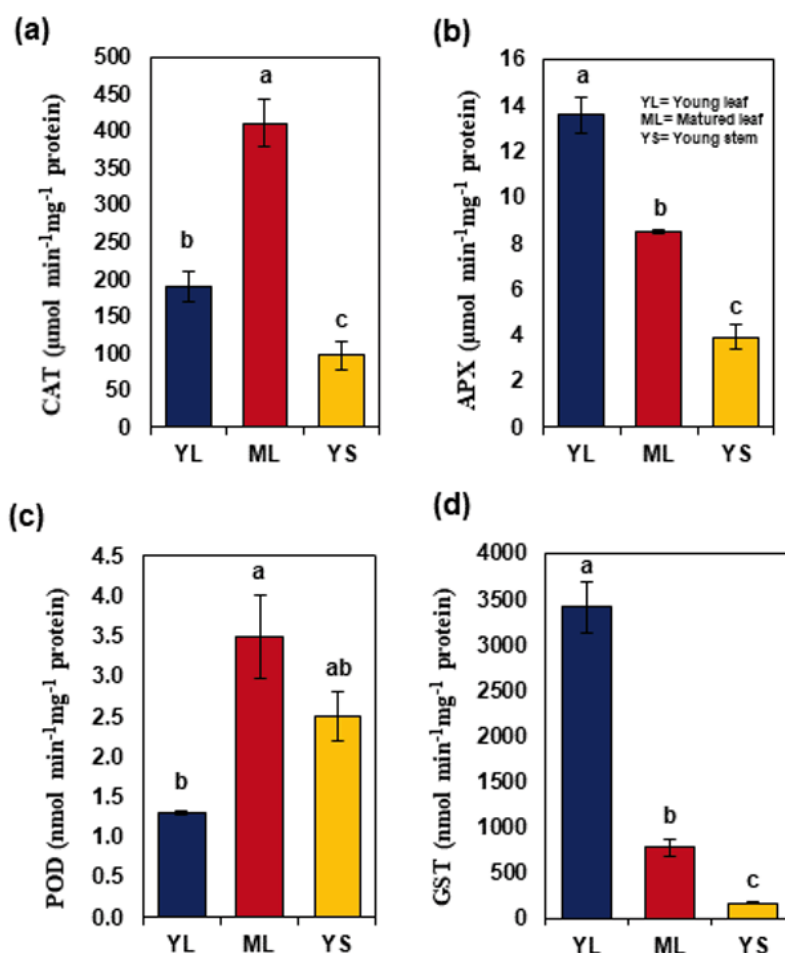 (a)
CAT (µmol min⁻¹mg⁻¹ protein)
500
450
400
350
300
250
200
150
100
50
0
b
a
c
YL ML YS
(b)
APX (µmol min⁻¹mg⁻¹ protein)
16
14
12
10
8
6
4
2
0
a
b
c
YL= Young leaf
ML= Matured leaf
YS= Young stem
YL ML YS
(c)
POD (nmol min⁻¹mg⁻¹ protein)
4.5
4.0
3.5
3.0
2.5
2.0
1.5
1.0
0.5
0.0
b
a
ab
YL ML YS
(d)
GST (nmol min⁻¹mg⁻¹ protein)
4000
3500
3000
2500
2000
1500
1000
500
0
a
b
c
YL ML YS